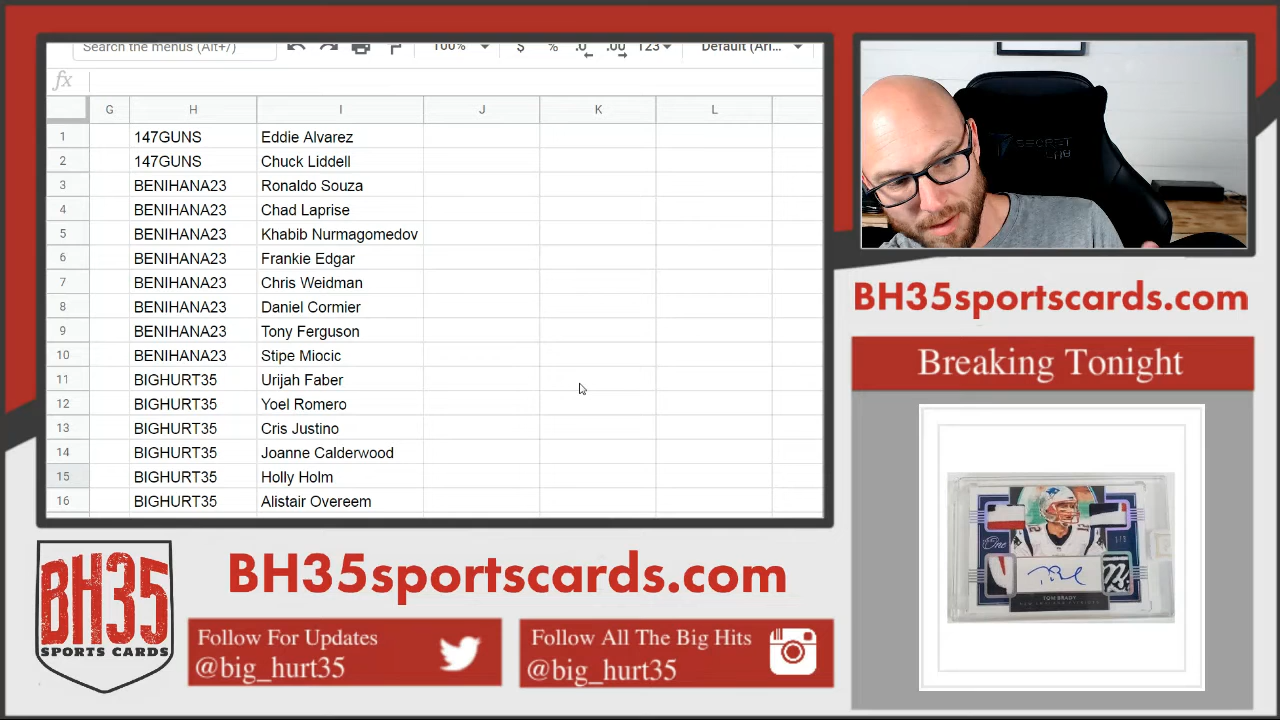 Search the menus (Alt+/)
100%
$ % .0 .00 123
Default (Ari...
fx
G H I J K L
1 147GUNS Eddie Alvarez
2 147GUNS Chuck Liddell
3 BENIHANA23 Ronaldo Souza
4 BENIHANA23 Chad Laprise
5 BENIHANA23 Khabib Nurmagomedov
6 BENIHANA23 Frankie Edgar
7 BENIHANA23 Chris Weidman
8 BENIHANA23 Daniel Cormier
9 BENIHANA23 Tony Ferguson
10 BENIHANA23 Stipe Miocic
11 BIGHURT35 Urijah Faber
12 BIGHURT35 Yoel Romero
13 BIGHURT35 Cris Justino
14 BIGHURT35 Joanne Calderwood
15 BIGHURT35 Holly Holm
16 BIGHURT35 Alistair Overeem
SECRET
LAB
BH35sportscards.com
Breaking Tonight
One
TOM BRADY
BH35
SPORTS CARDS
BH35sportscards.com
Follow For Updates
@big_hurt35
Follow All The Big Hits
@big_hurt35